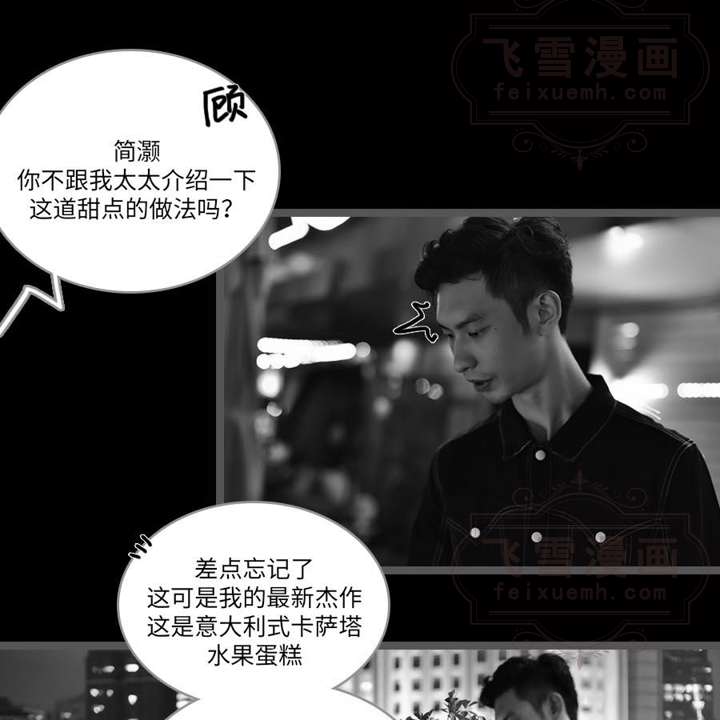 飞雪漫画
feixuemh.com
顾
简灏
你不跟我太太介绍一下
这道甜点的做法吗?
差点忘记了
这可是我的最新杰作
这是意大利式卡萨塔
水果蛋糕
飞雪漫画
feixuemh.com